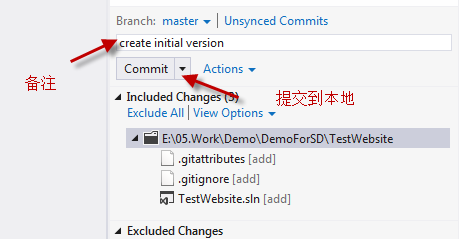 Branch: master | Unsynced Commits
create initial version
备注
Commit Actions
提交到本地
Included Changes (3)
Exclude All | View Options
E:\05.Work\Demo\DemoForSD\TestWebsite
.gitattributes [add]
.gitignore [add]
TestWebsite.sln [add]
Excluded Changes